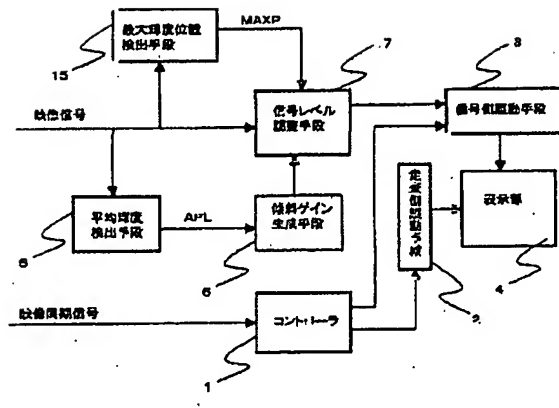 最大輝度位置
検出手段
MAXP
15
7
3
信号レベル
調整手段
信号側駆動手段
映像信号
走査側駆動手段
表示部
平均輝度
検出手段
APL
傾斜ゲイン
生成手段
6
6
2
4
映像同期信号
コントローラ
1